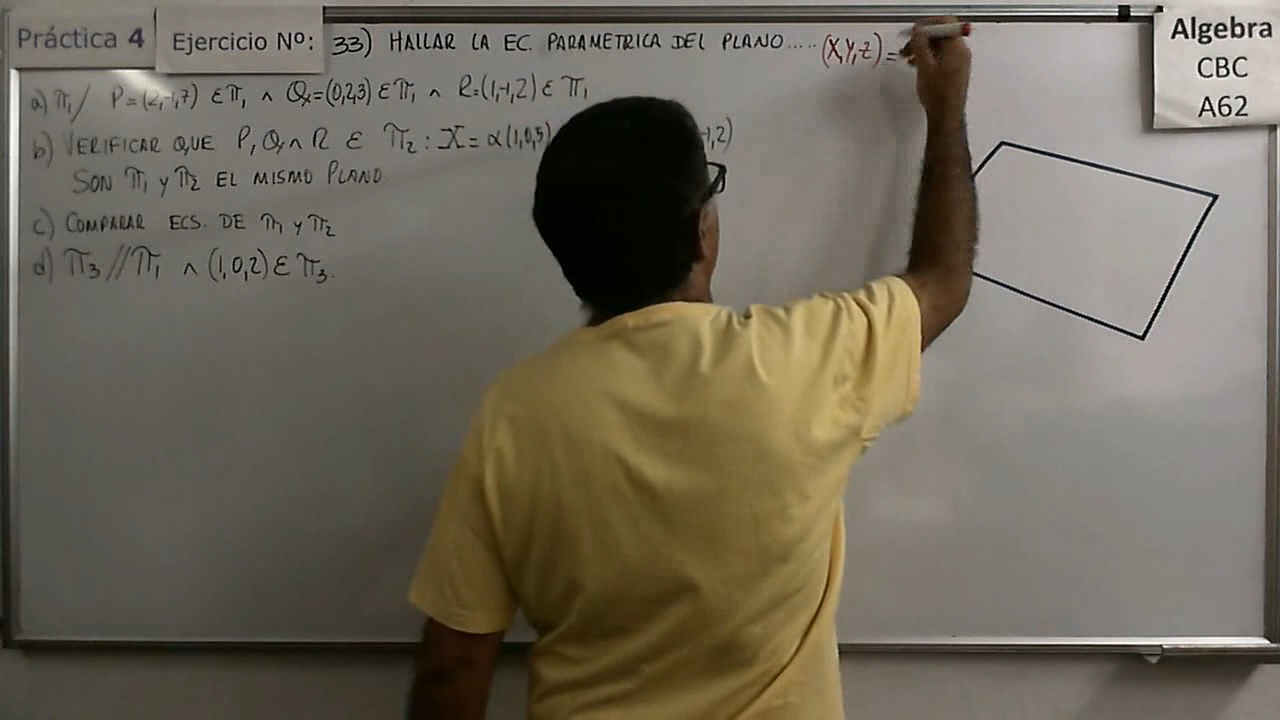 Práctica 4
Ejercicio Nº: 33) HALLAR LA EC. PARAMETRICA DEL PLANO..... (X,Y,Z)=
a) π₁/ P=(2,-1,7) ε π₁ ∧ Q=(0,2,3) ε π₁ ∧ R=(1,-1,2) ε π₁
b) VERIFICAR QUE P, Q ∧ R ε π₂ : X = α(1,0,5) -1,2)
SON π₁ y π₂ EL MISMO PLANO
c) COMPARAR ECS. DE π₁ y π₂
d) π₃ // π₁ ∧ (1,0,2) ε π₃.
Algebra
CBC
A62